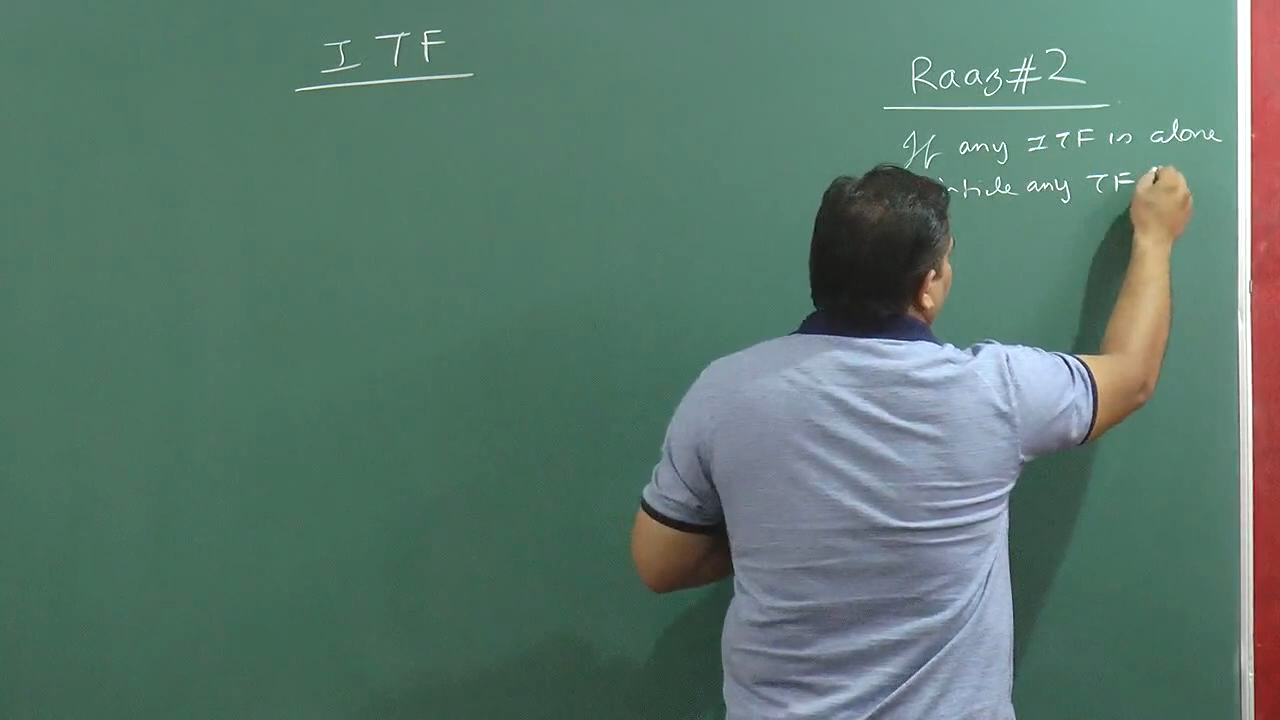 ITF
Raaz#2
If any ITF is alone
inside any TF